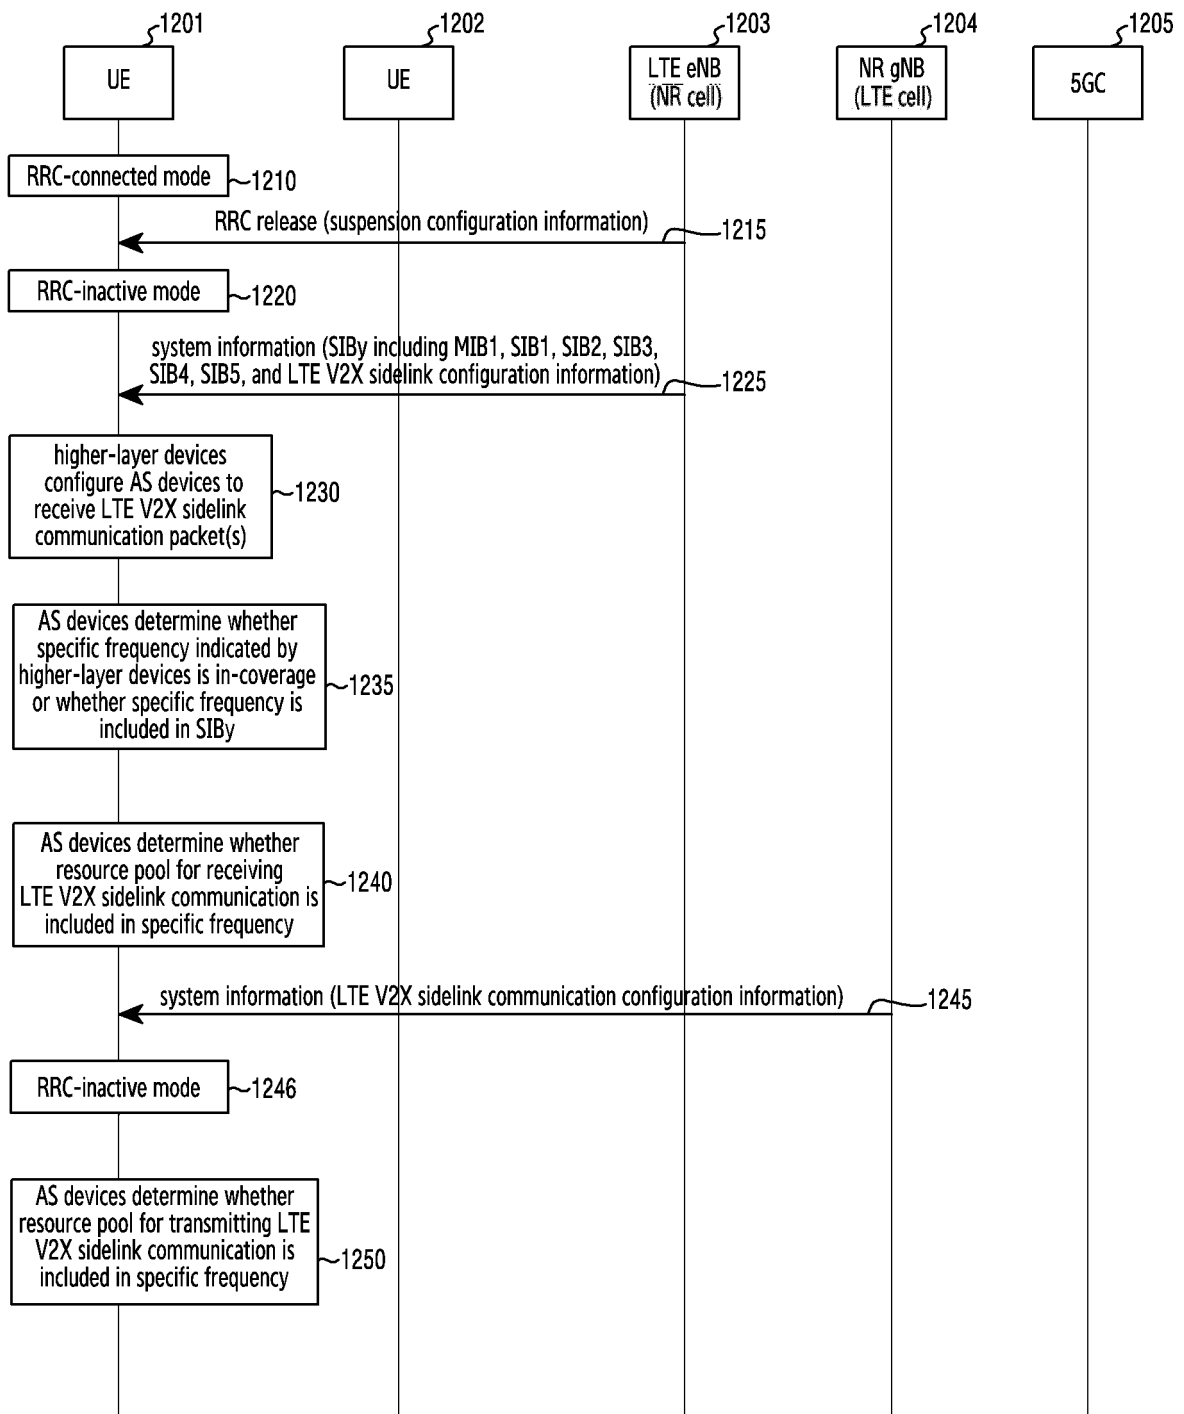 1201
1202
1203
1204
1205
UE
UE
LTE eNB
(NR cell)
NR gNB
(LTE cell)
5GC
RRC-connected mode
1210
RRC release (suspension configuration information)
1215
RRC-inactive mode
1220
system information (SIBy including MIB1, SIB1, SIB2, SIB3,
SIB4, SIB5, and LTE V2X sidelink configuration information)
1225
higher-layer devices
configure AS devices to
receive LTE V2X sidelink
communication packet(s)
1230
AS devices determine whether
specific frequency indicated by
higher-layer devices is in-coverage
or whether specific frequency is
included in SIBy
1235
AS devices determine whether
resource pool for receiving
LTE V2X sidelink communication is
included in specific frequency
1240
system information (LTE V2X sidelink communication configuration information)
1245
RRC-inactive mode
1246
AS devices determine whether
resource pool for transmitting LTE
V2X sidelink communication is
included in specific frequency
1250